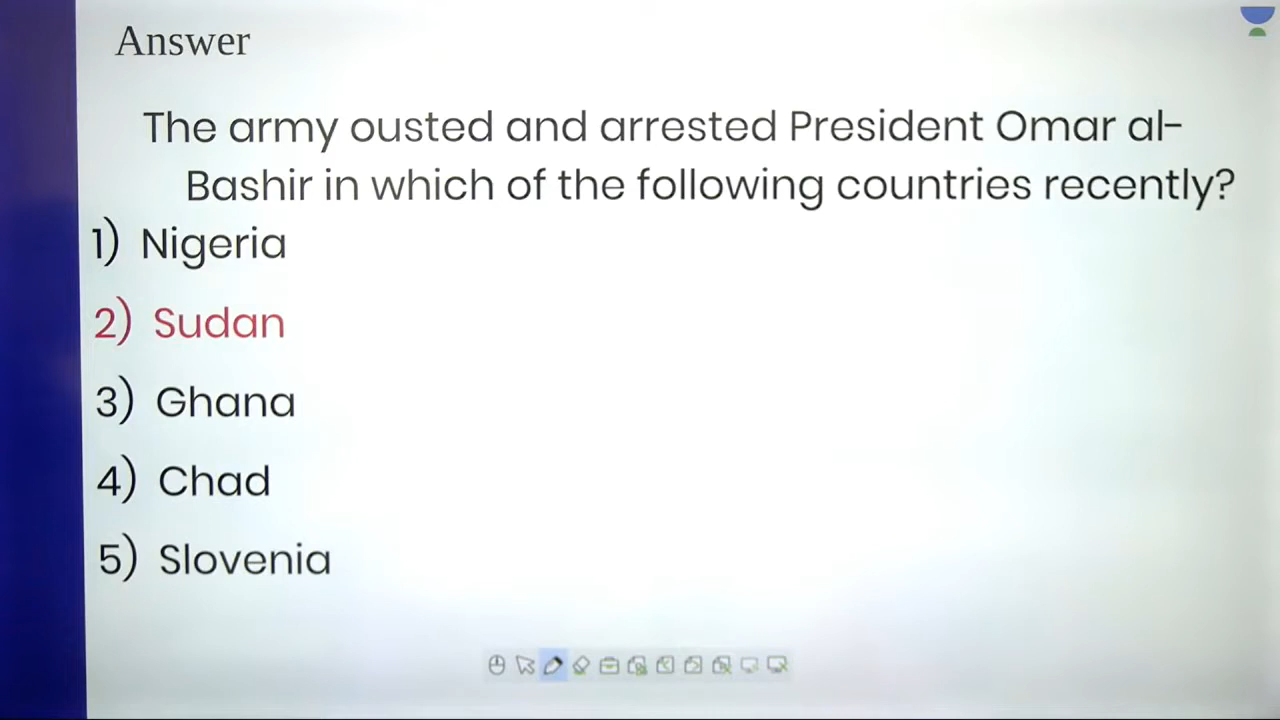 Answer
The army ousted and arrested President Omar al-
Bashir in which of the following countries recently?
1) Nigeria
2) Sudan
3) Ghana
4) Chad
5) Slovenia